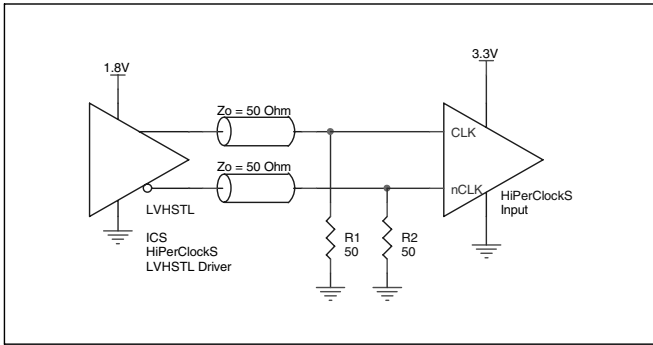 1.8V
3.3V
Zo = 50 Ohm
CLK
Zo = 50 Ohm
nCLK
HiPerClockS
Input
LVHSTL
ICS
HiPerClockS
LVHSTL Driver
R1
50
R2
50